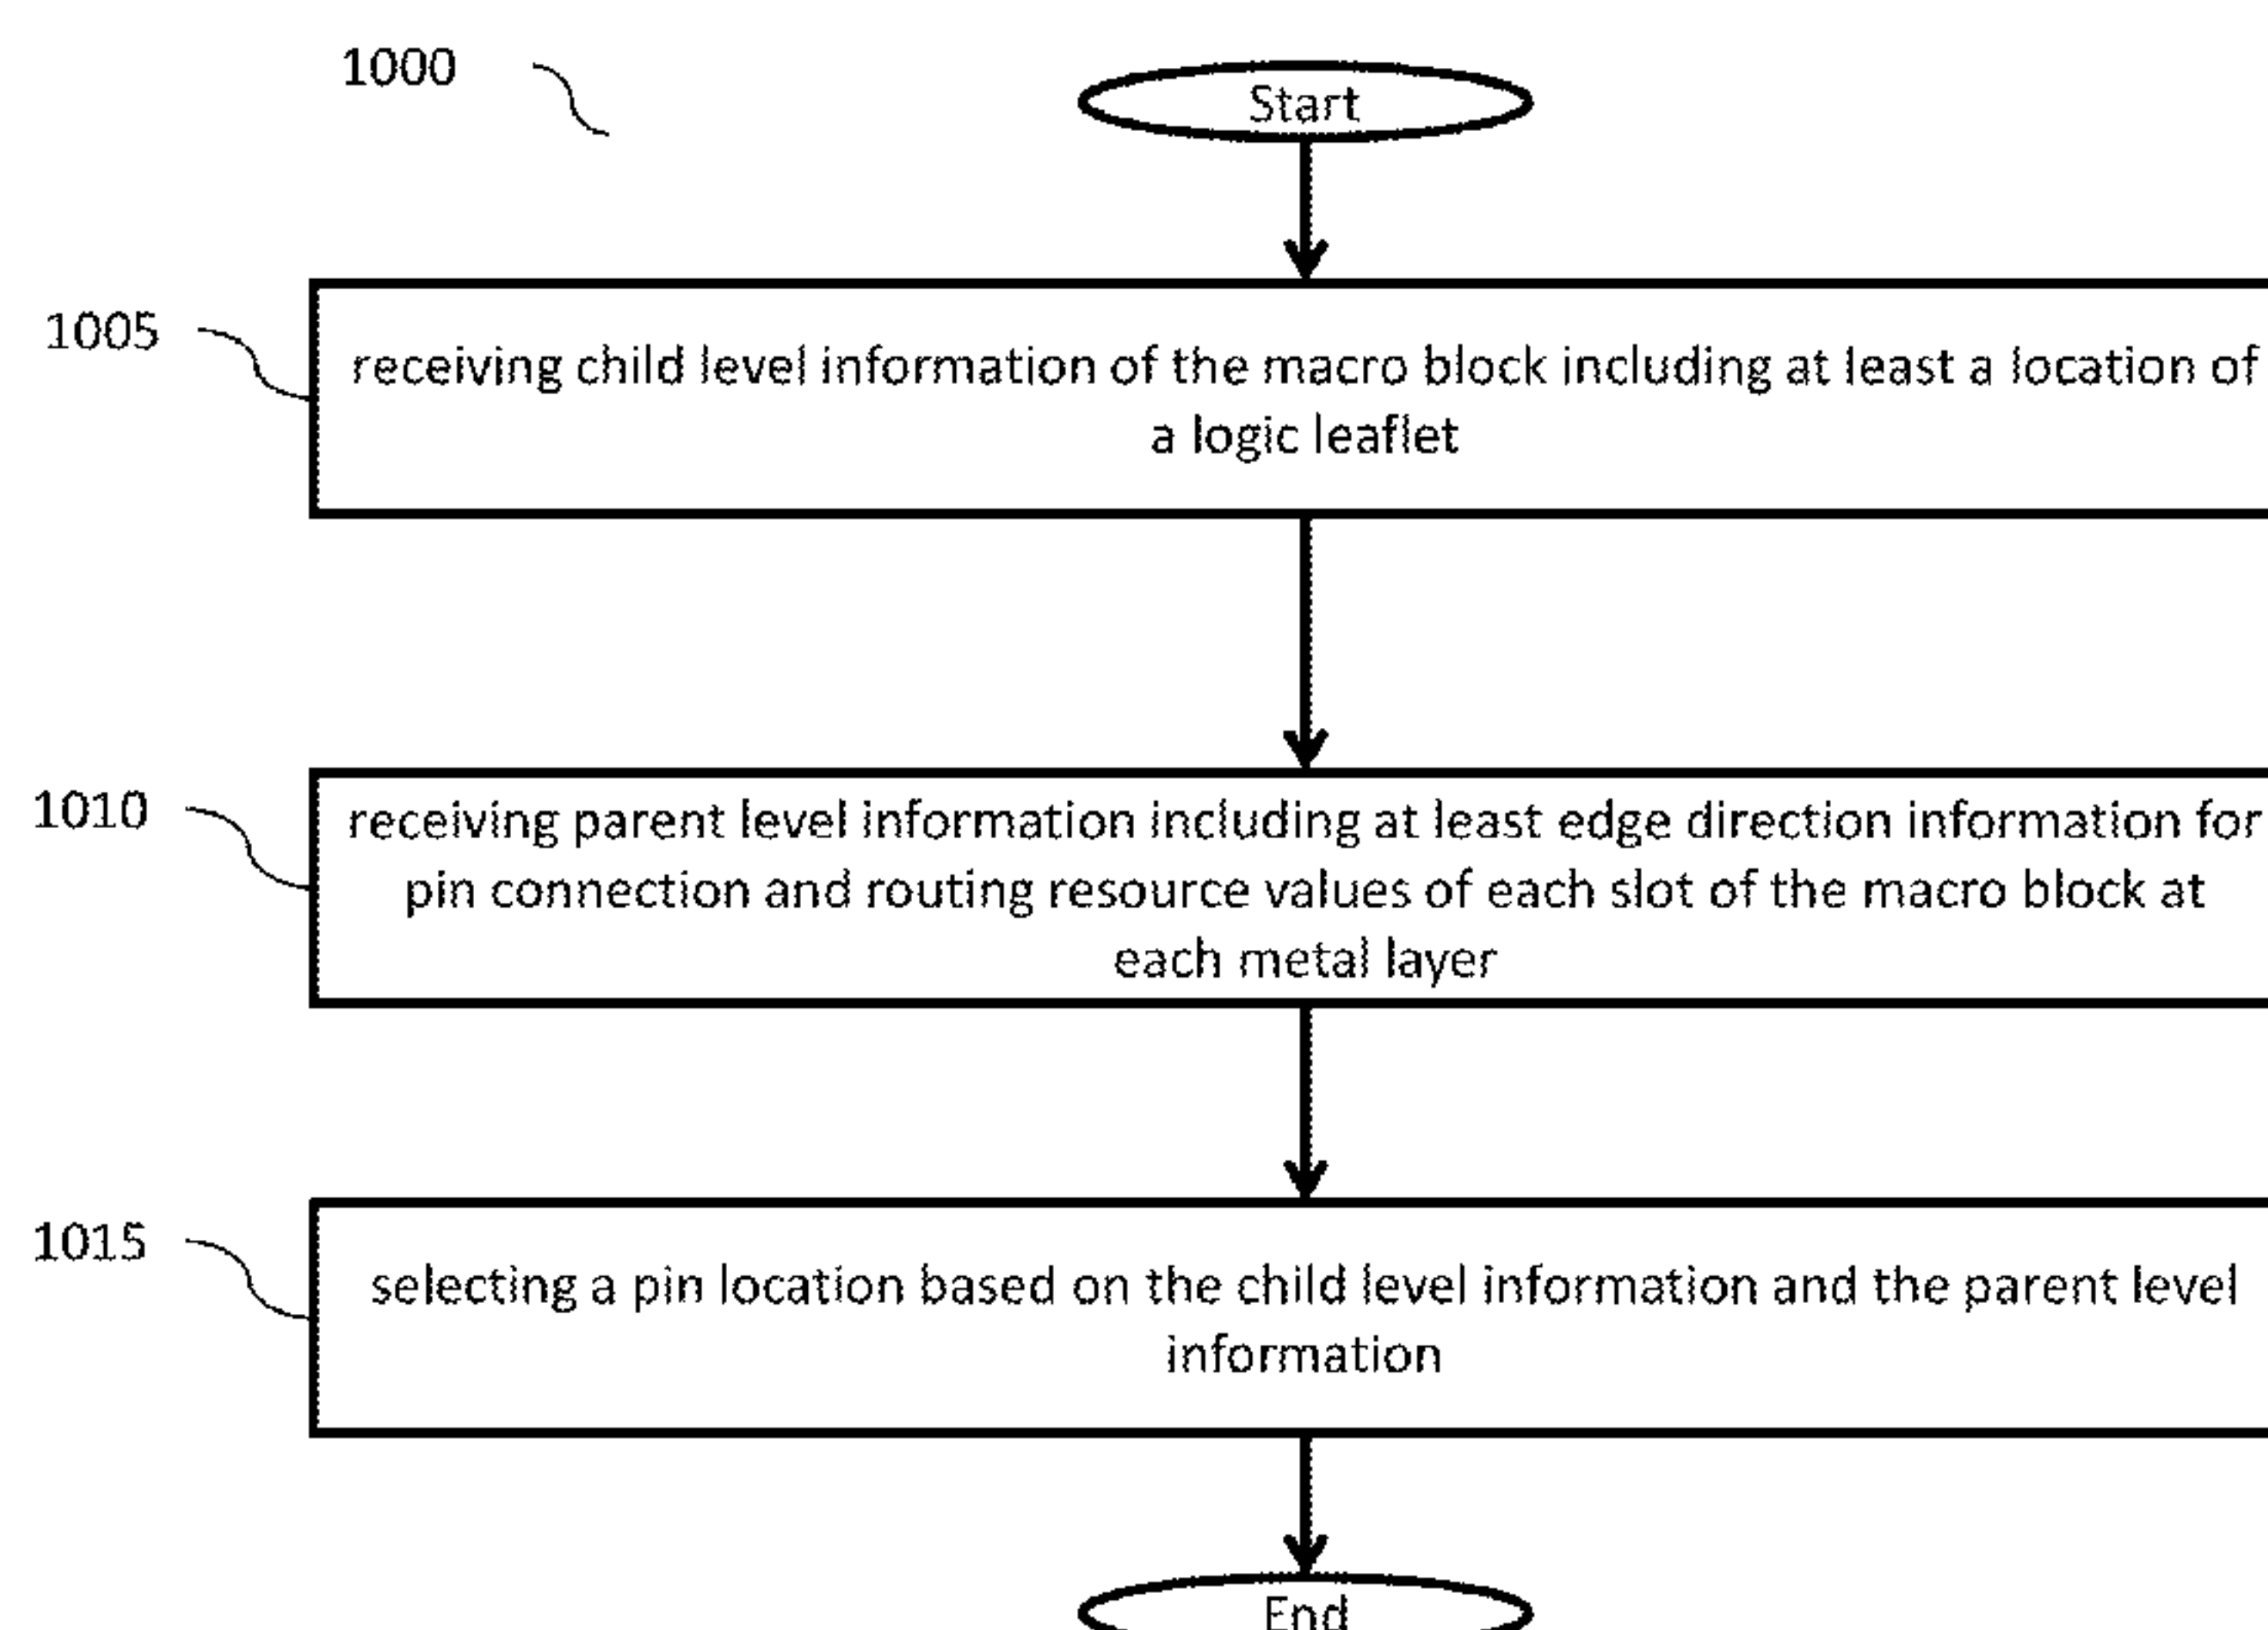 1000
Start
1005
receiving child level information of the macro block including at least a location of
a logic leaflet
1010
receiving parent level information including at least edge direction information for
pin connection and routing resource values of each slot of the macro block at
each metal layer
1015
selecting a pin location based on the child level information and the parent level
information
End